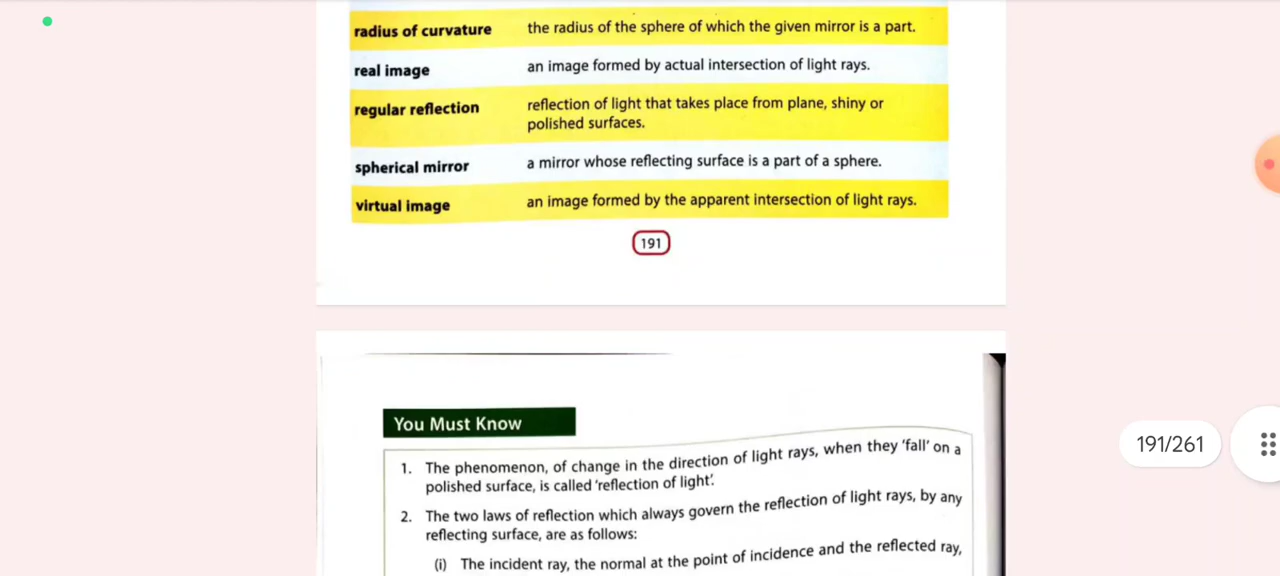 radius of curvature the radius of the sphere of which the given mirror is a part.
real image an image formed by actual intersection of light rays.
regular reflection reflection of light that takes place from plane, shiny or
polished surfaces.
spherical mirror a mirror whose reflecting surface is a part of a sphere.
virtual image an image formed by the apparent intersection of light rays.
191
191/261
You Must Know
1. The phenomenon, of change in the direction of light rays, when they 'fall' on a
polished surface, is called 'reflection of light'.
2. The two laws of reflection which always govern the reflection of light rays, by any
reflecting surface, are as follows:
(i) The incident ray, the normal at the point of incidence and the reflected ray,